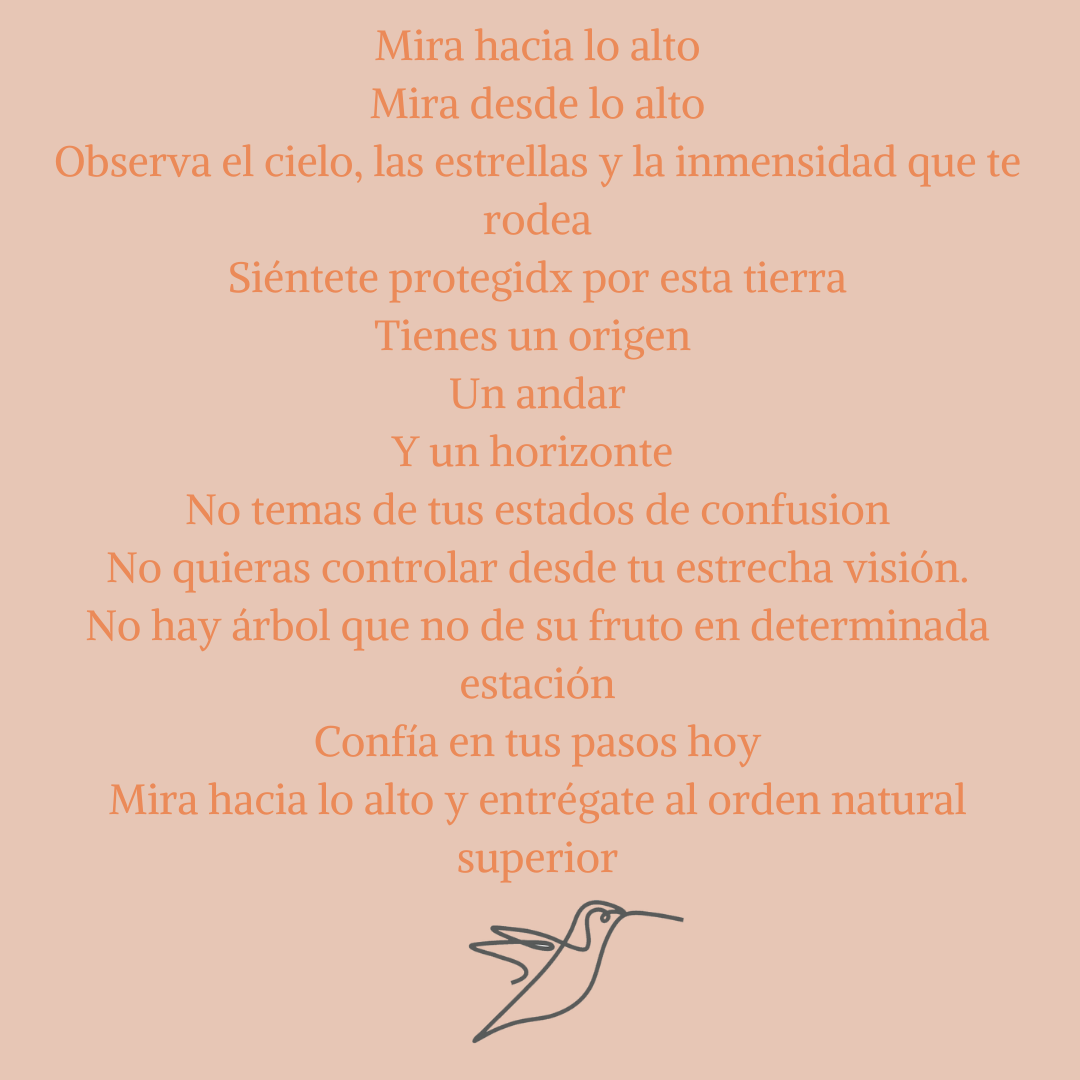 Mira hacia lo alto
Mira desde lo alto
Observa el cielo, las estrellas y la inmensidad que te
rodea
Siéntete protegidx por esta tierra
Tienes un origen
Un andar
Y un horizonte
No temas de tus estados de confusion
No quieras controlar desde tu estrecha visión.
No hay árbol que no de su fruto en determinada
estación
Confía en tus pasos hoy
Mira hacia lo alto y entrégate al orden natural
superior